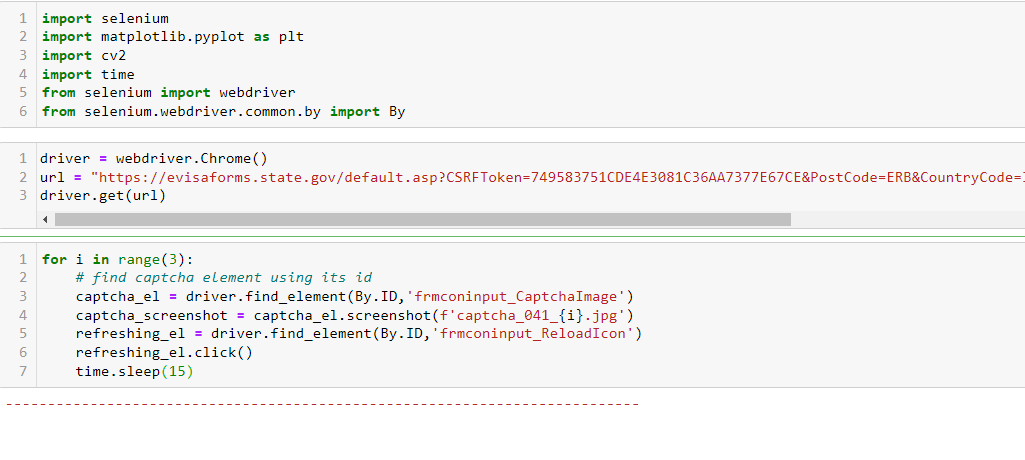 1 import selenium
2 import matplotlib.pyplot as plt
3 import cv2
4 import time
5 from selenium import webdriver
6 from selenium.webdriver.common.by import By
1 driver = webdriver.Chrome()
2 url = "https://evisaforms.state.gov/default.asp?CSRFToken=749583751CDE4E3081C36AA7377E67CE&PostCode=ERB&CountryCode=
3 driver.get(url)
1 for i in range(3):
2     # find captcha element using its id
3     captcha_el = driver.find_element(By.ID,'frmconinput_CaptchaImage')
4     captcha_screenshot = captcha_el.screenshot(f'captcha_041_{i}.jpg')
5     refreshing_el = driver.find_element(By.ID,'frmconinput_ReloadIcon')
6     refreshing_el.click()
7     time.sleep(15)
---------------------------------------------------------------------------